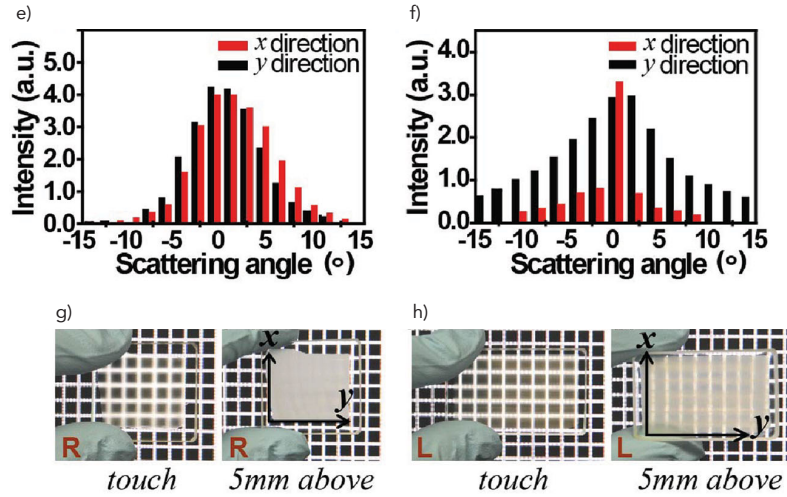 e)
x direction
y direction
Intensity (a.u.)
5.0
4.0
3.0
2.0
1.0
0.0
-15 -10 -5 0 5 10 15
Scattering angle (o)
f)
x direction
y direction
Intensity (a.u.)
4.0
3.0
2.0
1.0
0.0
-15 -10 -5 0 5 10 15
Scattering angle (o)
g)
R
touch
x
y
R
5mm above
h)
L
touch
x
y
L
5mm above